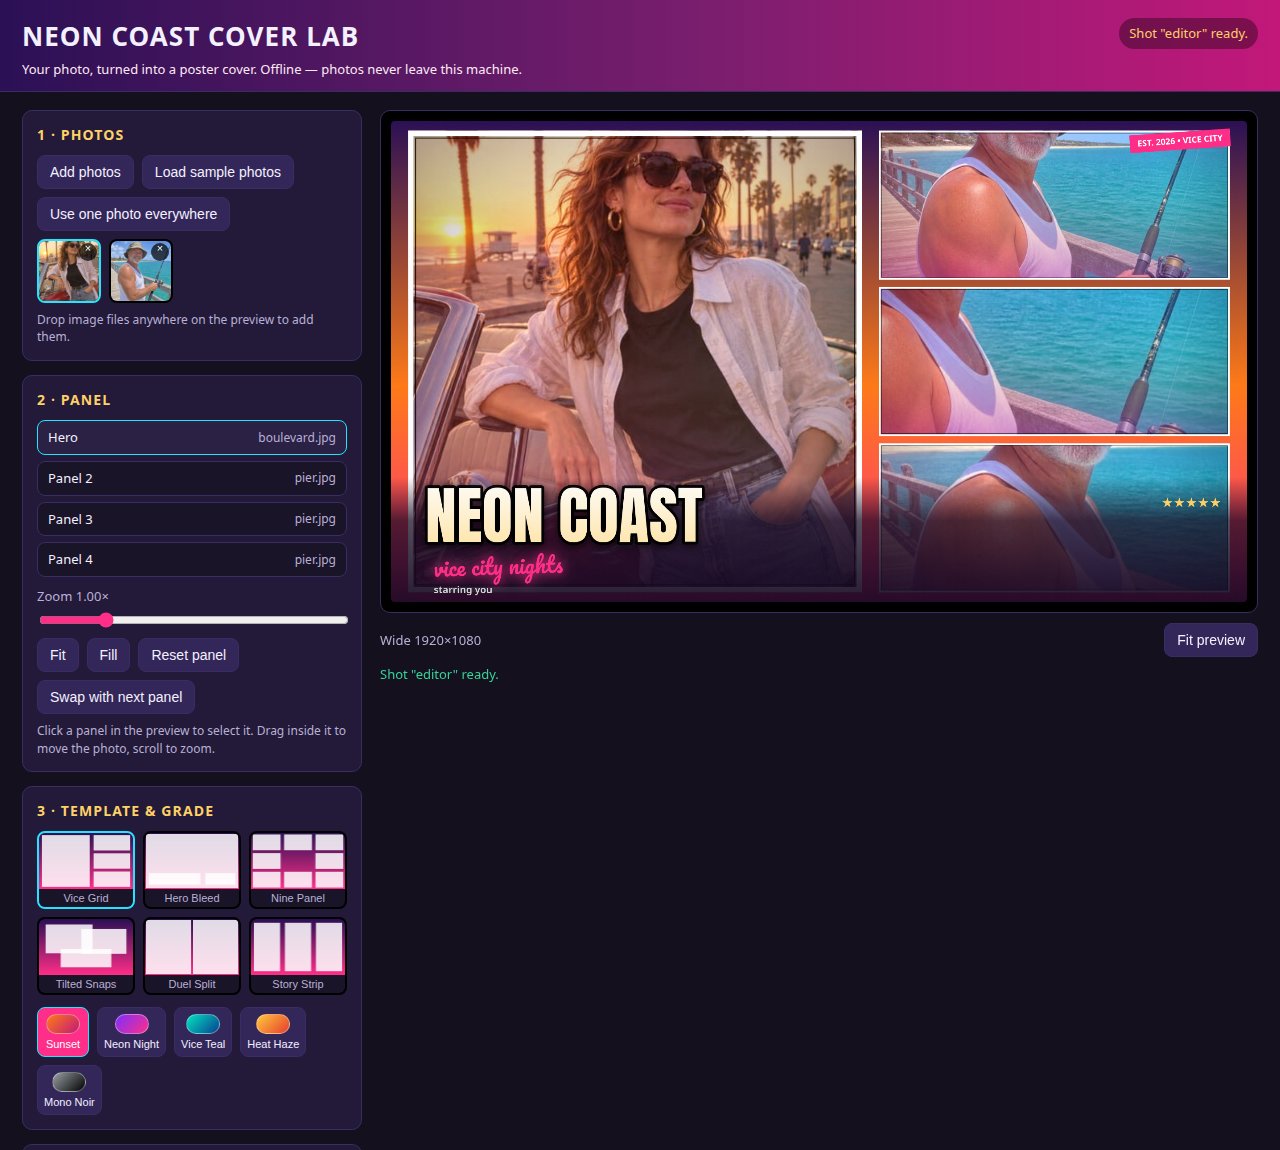 NEON COAST COVER LAB
Your photo, turned into a poster cover. Offline — photos never leave this machine.
Shot "editor" ready.
1 · PHOTOS
Add photos
Load sample photos
Use one photo everywhere
×
×
Drop image files anywhere on the preview to add
them.
2 · PANEL
Hero
boulevard.jpg
Panel 2
pier.jpg
Panel 3
pier.jpg
Panel 4
pier.jpg
Zoom 1.00×
Fit
Fill
Reset panel
Swap with next panel
Click a panel in the preview to select it. Drag inside it to
move the photo, scroll to zoom.
3 · TEMPLATE & GRADE
Vice Grid
Hero Bleed
Nine Panel
Tilted Snaps
Duel Split
Story Strip
Sunset
Neon Night
Vice Teal
Heat Haze
Mono Noir
EST. 2026 • VICE CITY
★★★★★
NEON COAST
vice city nights
starring you
Wide 1920×1080
Fit preview
Shot "editor" ready.